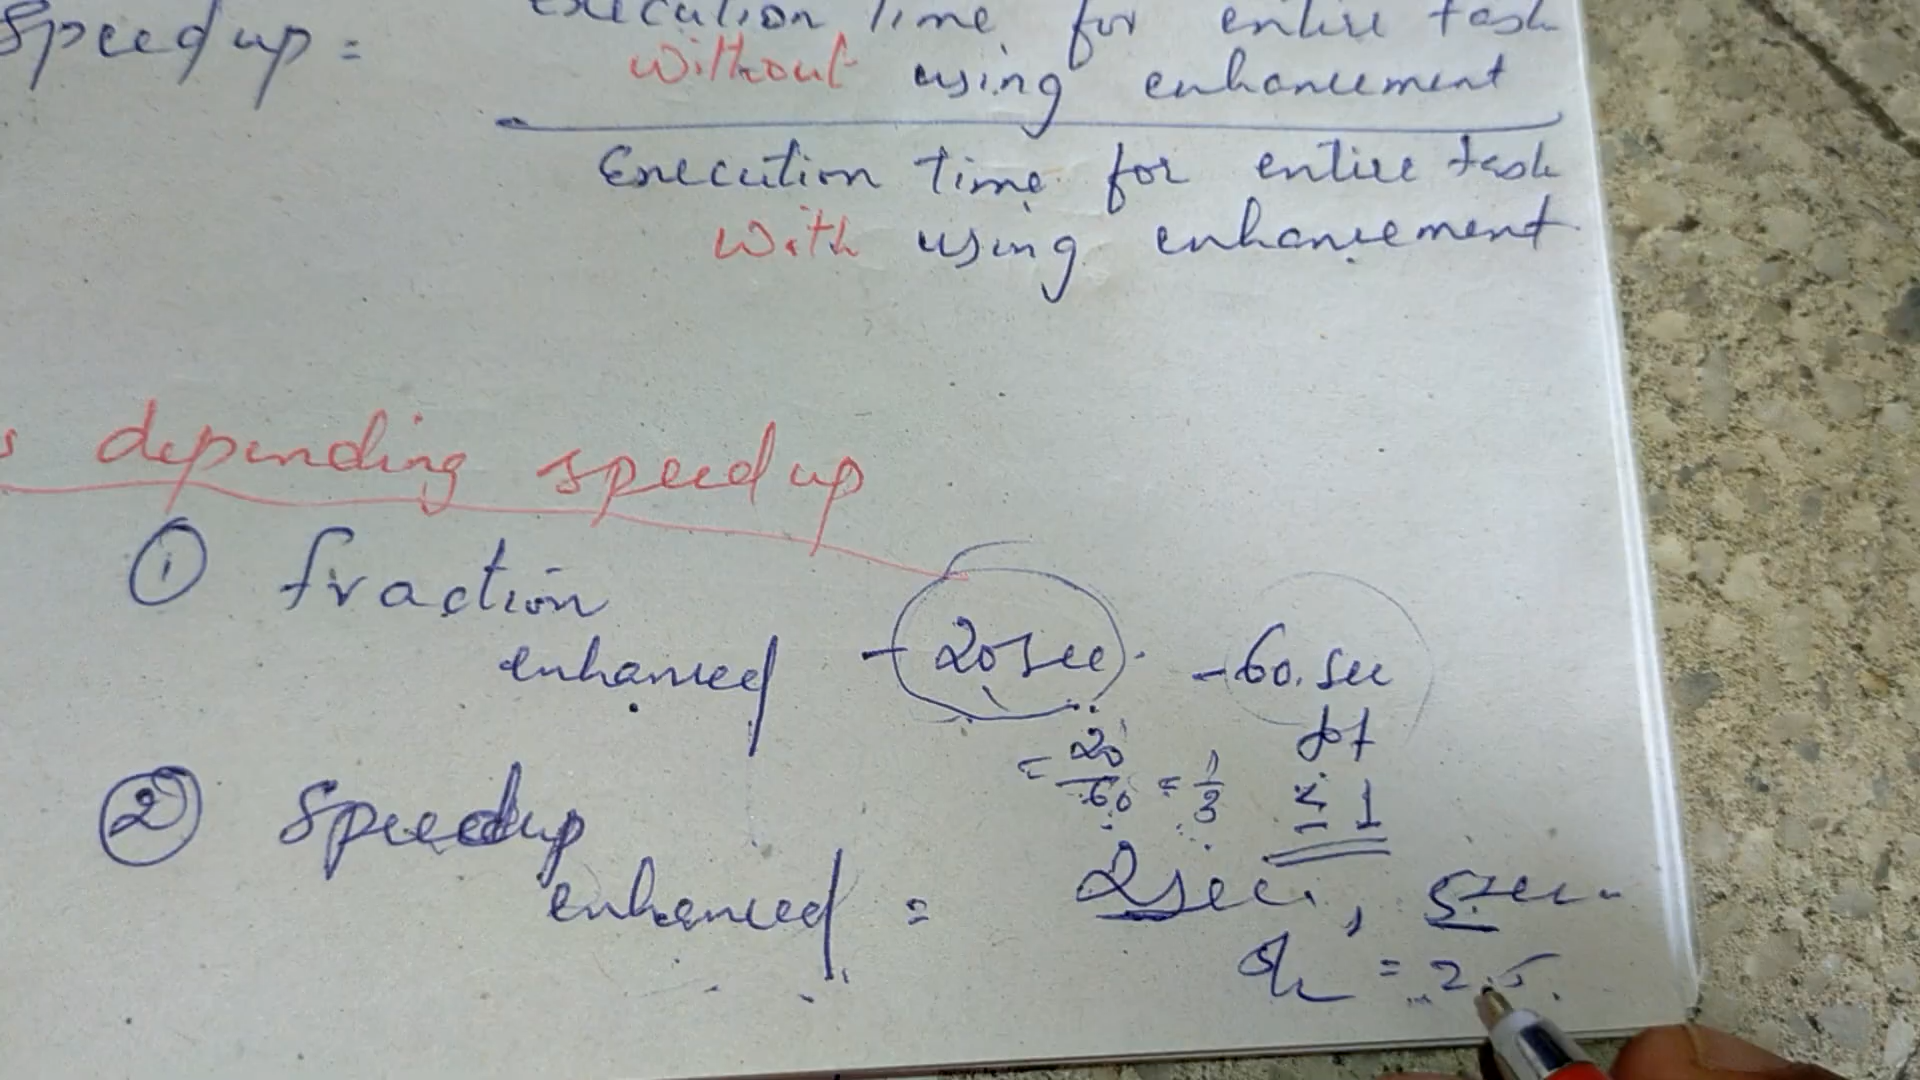 Speedup = Execution time for entire task
without using enhancement
Execution time for entire task
with using enhancement
depending speedup
① fraction
enhanced - 20 sec. - 60. sec
= 20/60 = 1/3
≤ 1
② Speedup
enhanced = 2sec., 5sec..
5/2 = 2.5